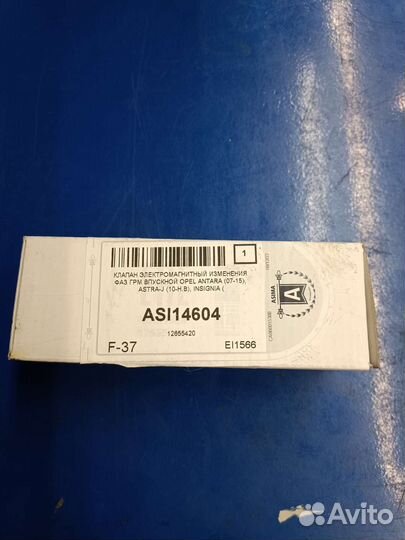 1
КЛАПАН ЭЛЕКТРОМАГНИТНЫЙ ИЗМЕНЕНИЯ
ФАЗ ГРМ ВПУСКНОЙ OPEL ANTARA (07-15),
ASTRA-J (10-Н.В), INSIGNIA (
ASI14604
12655420
F-37
EI1566
ASIMA
A
Avito